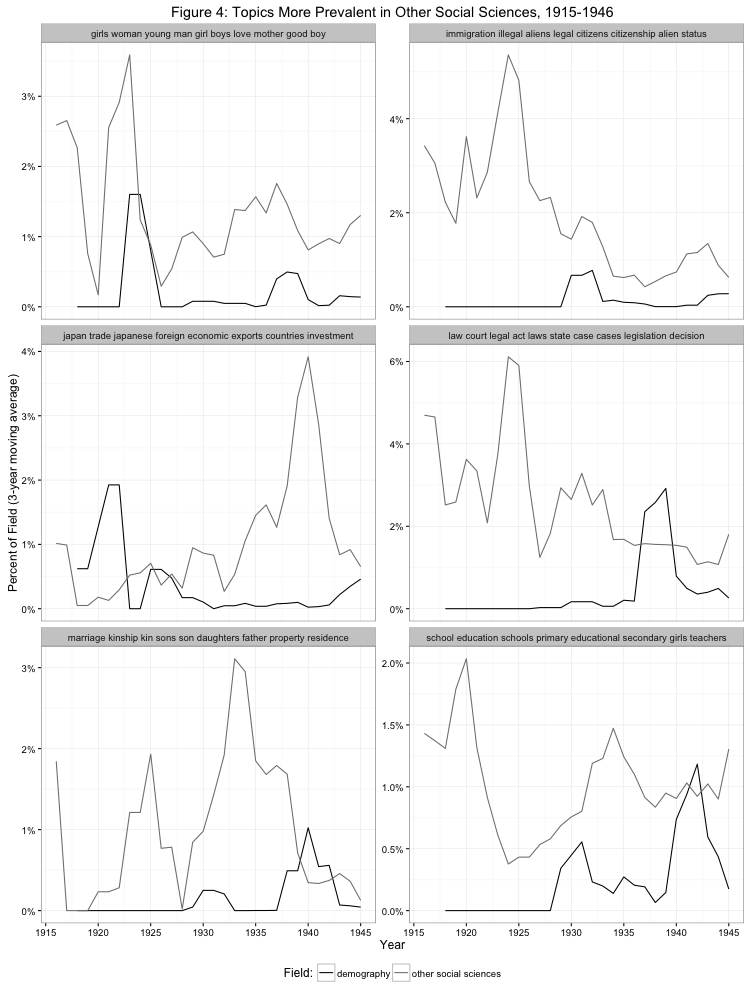 Figure 4: Topics More Prevalent in Other Social Sciences, 1915-1946
girls woman young man girl boys love mother good boy
immigration illegal aliens legal citizens citizenship alien status
3%
2%
1%
0%
4%
2%
0%
japan trade japanese foreign economic exports countries investment
law court legal act laws state case cases legislation decision
4%
3%
2%
1%
0%
6%
4%
2%
0%
Percent of Field (3-year moving average)
marriage kinship kin sons son daughters father property residence
school education schools primary educational secondary girls teachers
3%
2%
1%
0%
2.0%
1.5%
1.0%
0.5%
0.0%
1915 1920 1925 1930 1935 1940 1945
1915 1920 1925 1930 1935 1940 1945
Year
Field: demography other social sciences